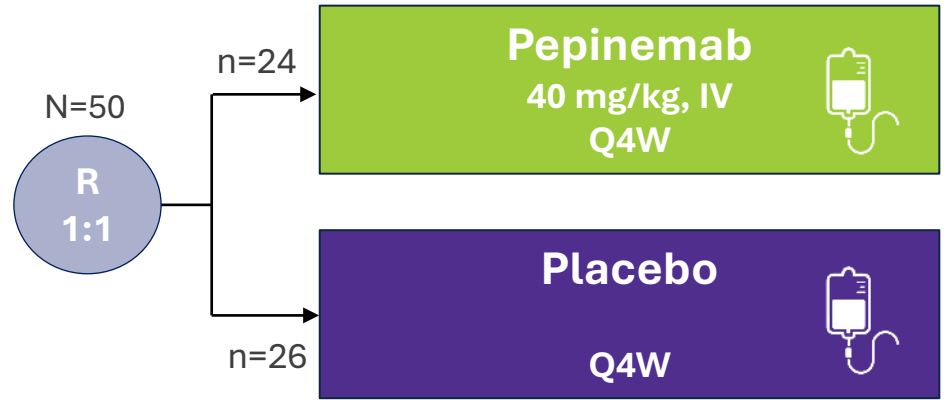 N=50
R
1:1
n=24
Pepinemab
40 mg/kg, IV
Q4W
n=26
Placebo
Q4W